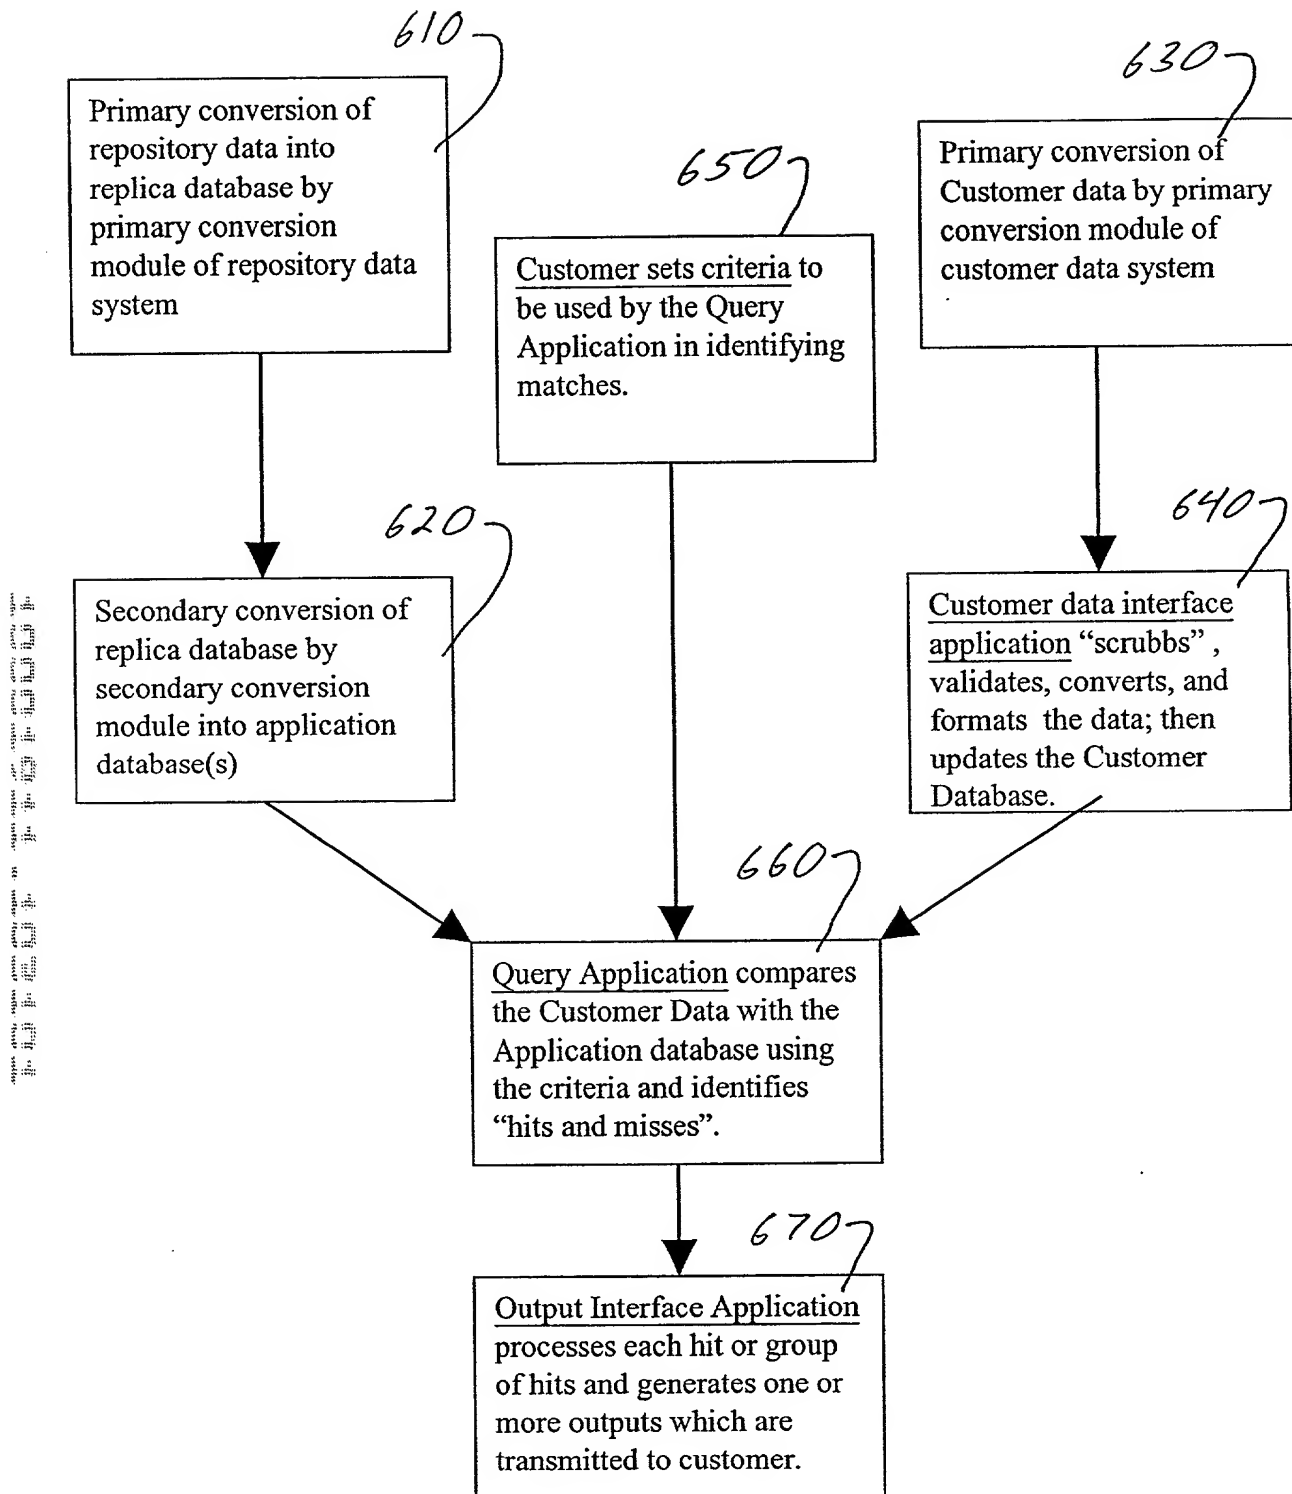 610
Primary conversion of
repository data into
replica database by
primary conversion
module of repository data
system
650
Customer sets criteria to
be used by the Query
Application in identifying
matches.
630
Primary conversion of
Customer data by primary
conversion module of
customer data system
620
Secondary conversion of
replica database by
secondary conversion
module into application
database(s)
640
Customer data interface
application “scrubbs” ,
validates, converts, and
formats the data; then
updates the Customer
Database.
660
Query Application compares
the Customer Data with the
Application database using
the criteria and identifies
“hits and misses”.
670
Output Interface Application
processes each hit or group
of hits and generates one or
more outputs which are
transmitted to customer.